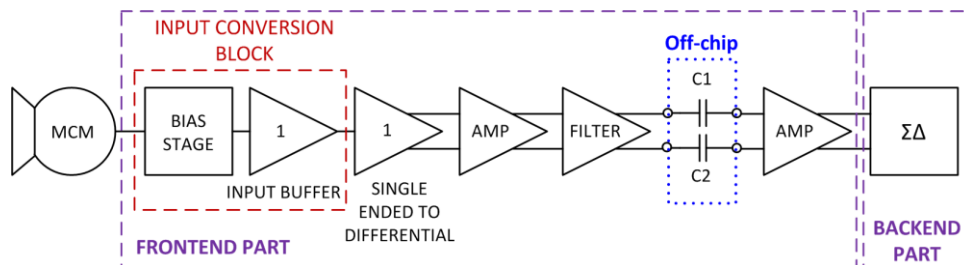 INPUT CONVERSION
BLOCK
Off-chip
C1
MCM
BIAS
STAGE
1
1
AMP
FILTER
AMP
ΣΔ
C2
INPUT BUFFER
SINGLE
ENDED TO
DIFFERENTIAL
FRONTEND PART
BACKEND
PART